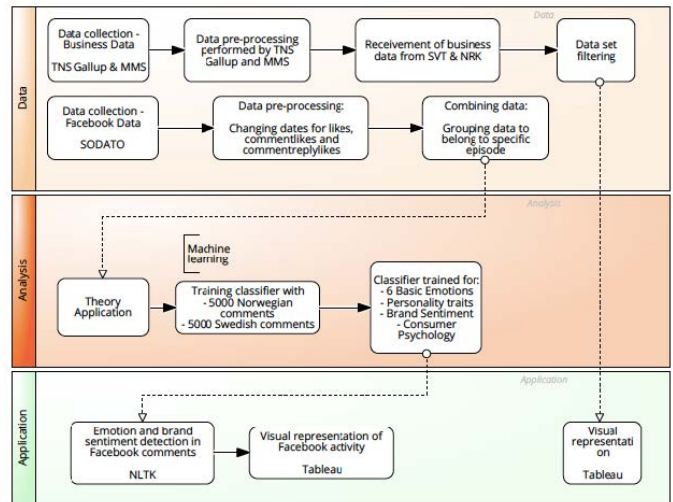 Data
Data
Data collection -
Business Data
TNS Gallup & MMS
Data pre-processing
performed by TNS
Gallup and MMS
Receivement of business
data from SVT & NRK
Data set
filtering
Data collection -
Facebook Data
SODATO
Data pre-processing:
Changing dates for likes,
commentlikes and
commentreplylikes
Combining data:
Grouping data to
belong to specific
episode
Analysis
Analysis
Machine
learning
Theory
Application
Training classifier with
- 5000 Norwegian
comments
- 5000 Swedish comments
Classifier trained for:
- 6 Basic Emotions
- Personality traits
- Brand Sentiment
- Consumer
Psychology
Application
Application
Emotion and brand
sentiment detection in
Facebook comments
NLTK
Visual representation of
Facebook activity
Tableau
Visual
representati
on
Tableau